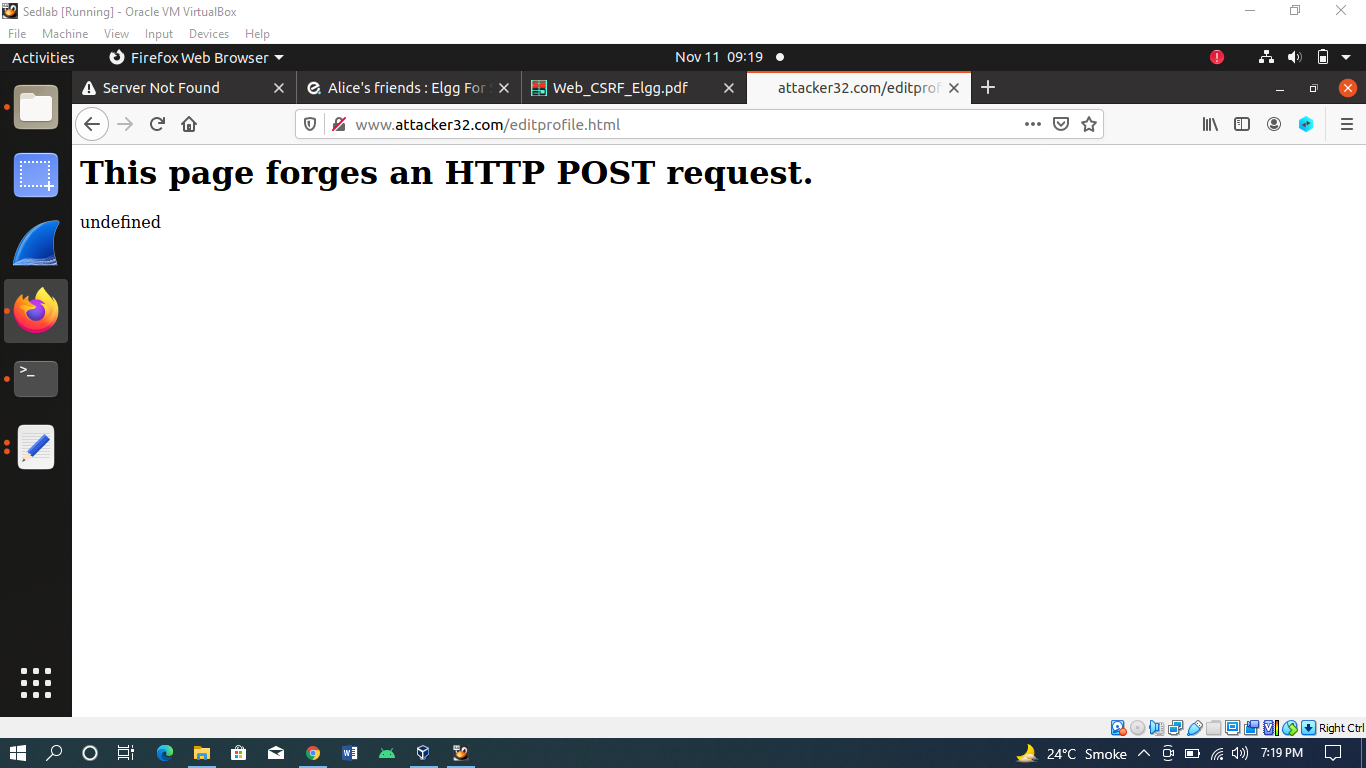 Sedlab [Running] - Oracle VM VirtualBox
File Machine View Input Devices Help
Activities Firefox Web Browser Nov 11 09:19
Server Not Found Alice's friends : Elgg For Web_CSRF_Elgg.pdf attacker32.com/editprof
www.attacker32.com/editprofile.html
This page forges an HTTP POST request.
undefined
Right Ctrl
24°C Smoke 7:19 PM